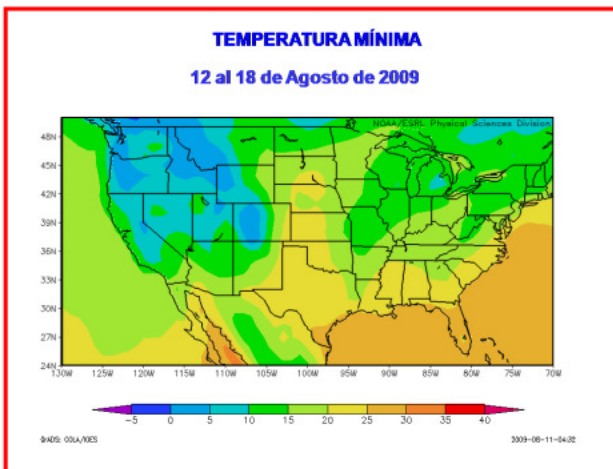 TEMPERATURA MÍNIMA
12 al 18 de Agosto de 2009
NOAA/ESRL Physical Sciences Division
48N
45N
42N
39N
36N
33N
30N
27N
24N
130W 125W 120W 115W 110W 105W 100W 95W 90W 85W 80W 75W 70W
-5 0 5 10 15 20 25 30 35 40
GrADS: COLA/IGES 2009-08-11-04:32